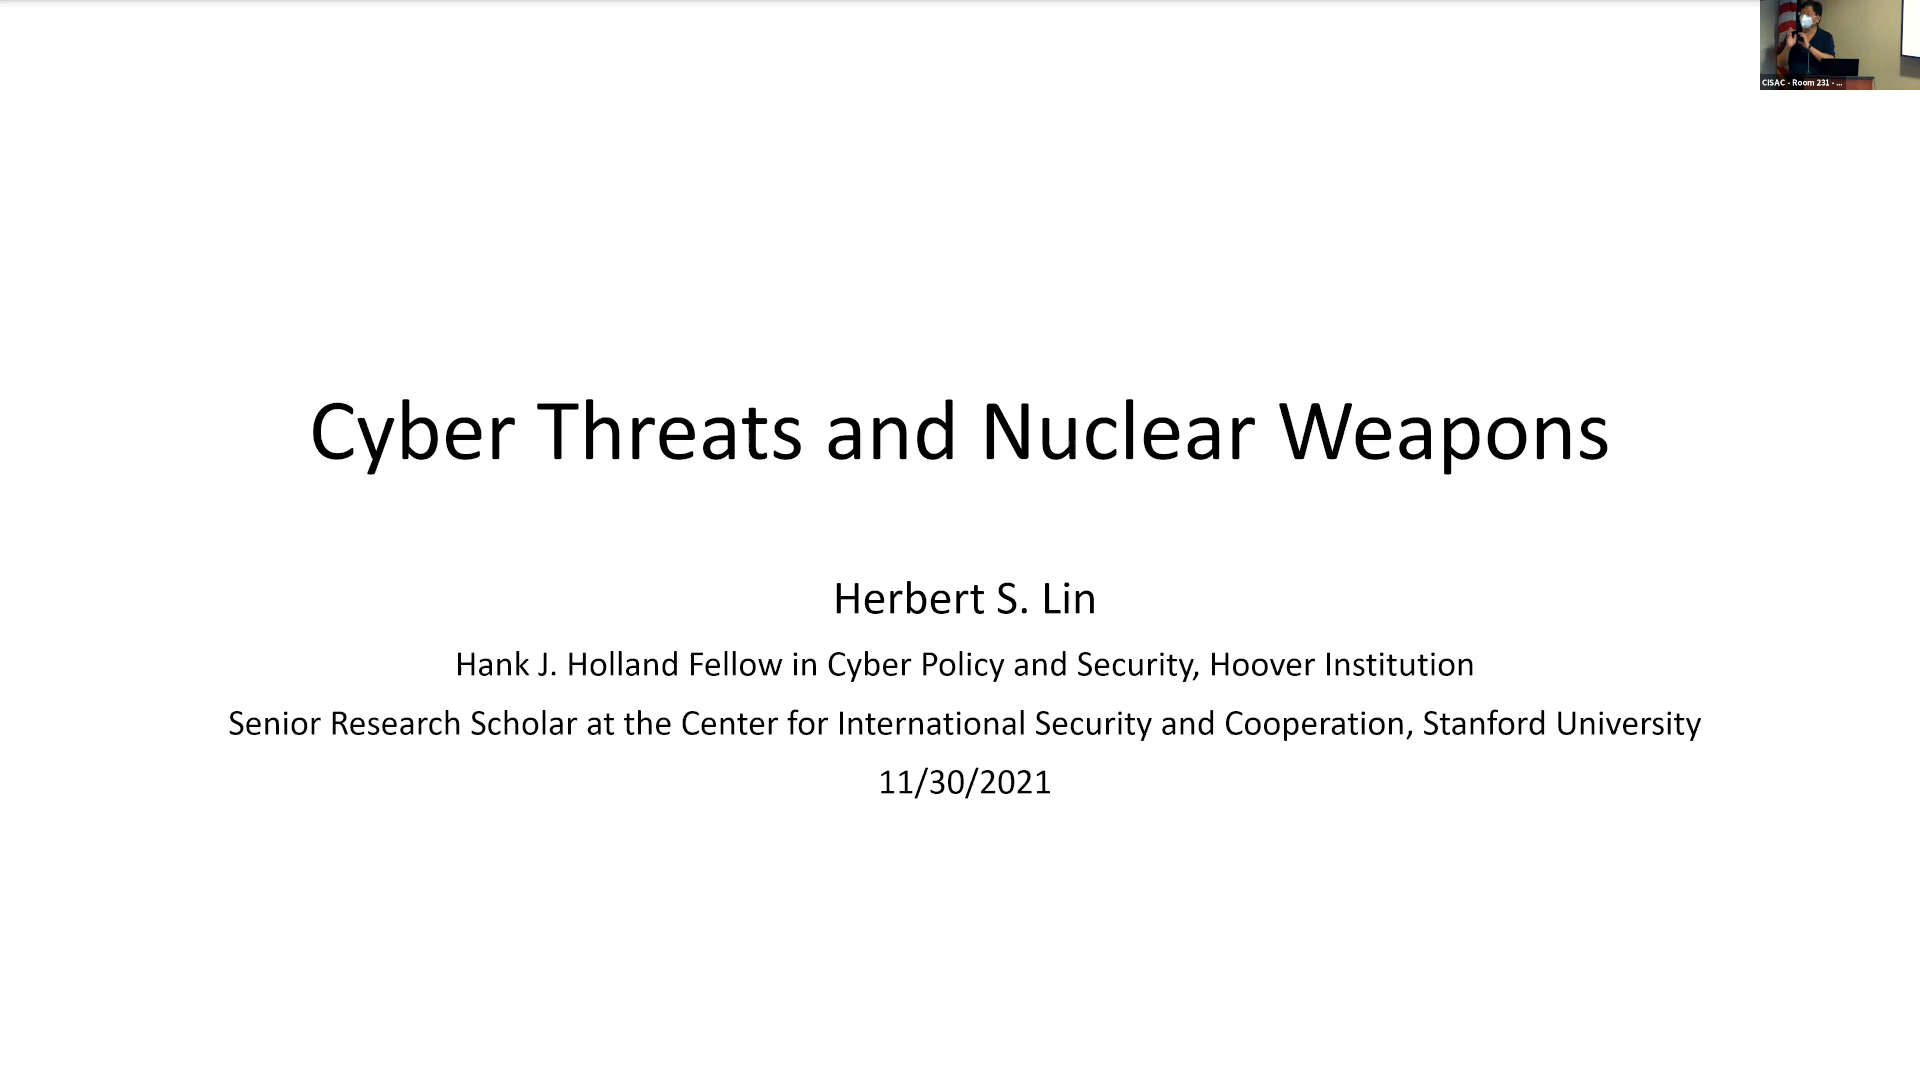 CISAC - Room 231 - ...
Cyber Threats and Nuclear Weapons
Herbert S. Lin
Hank J. Holland Fellow in Cyber Policy and Security, Hoover Institution
Senior Research Scholar at the Center for International Security and Cooperation, Stanford University
11/30/2021